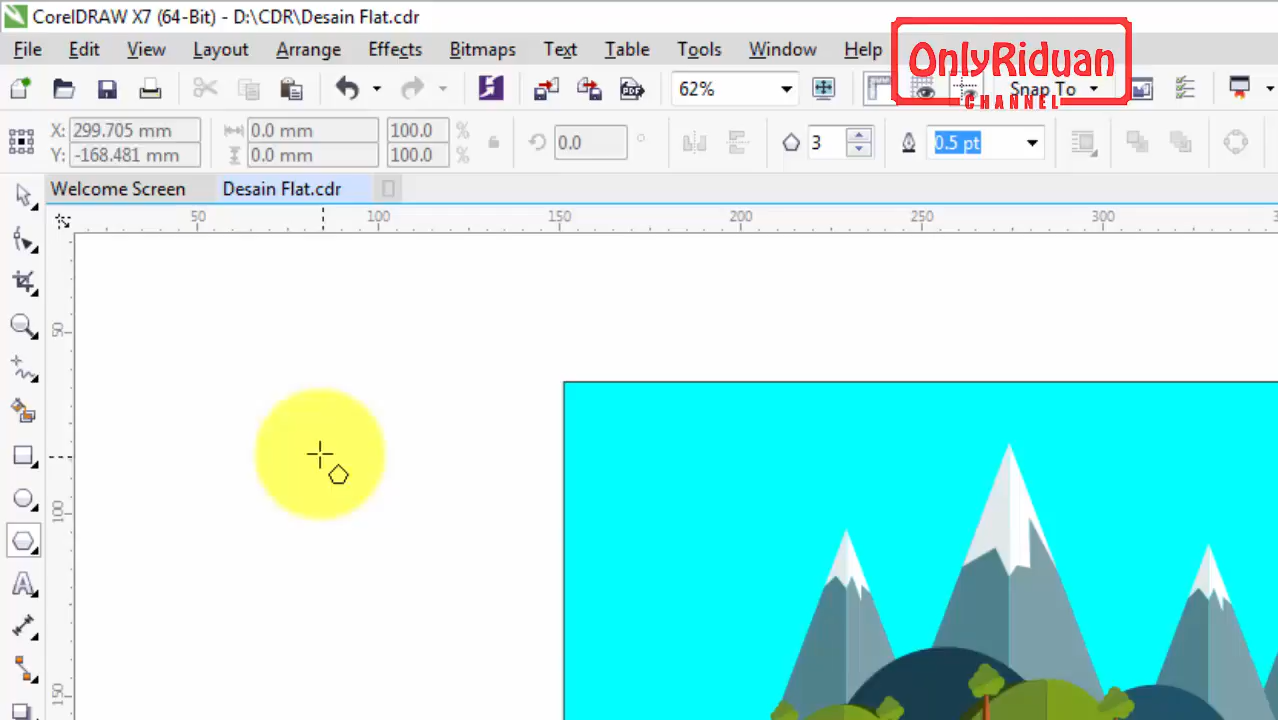 CorelDRAW X7 (64-Bit) - D:\CDR\Desain Flat.cdr
File Edit View Layout Arrange Effects Bitmaps Text Table Tools Window Help
OnlyRiduan
CHANNEL
PDF 62% Snap To
X: 299.705 mm 0.0 mm 100.0 % 0.0 ° 3 0.5 pt
Y: -168.481 mm 0.0 mm 100.0 %
Welcome Screen Desain Flat.cdr
50 100 150 200 250 300
50
100
150